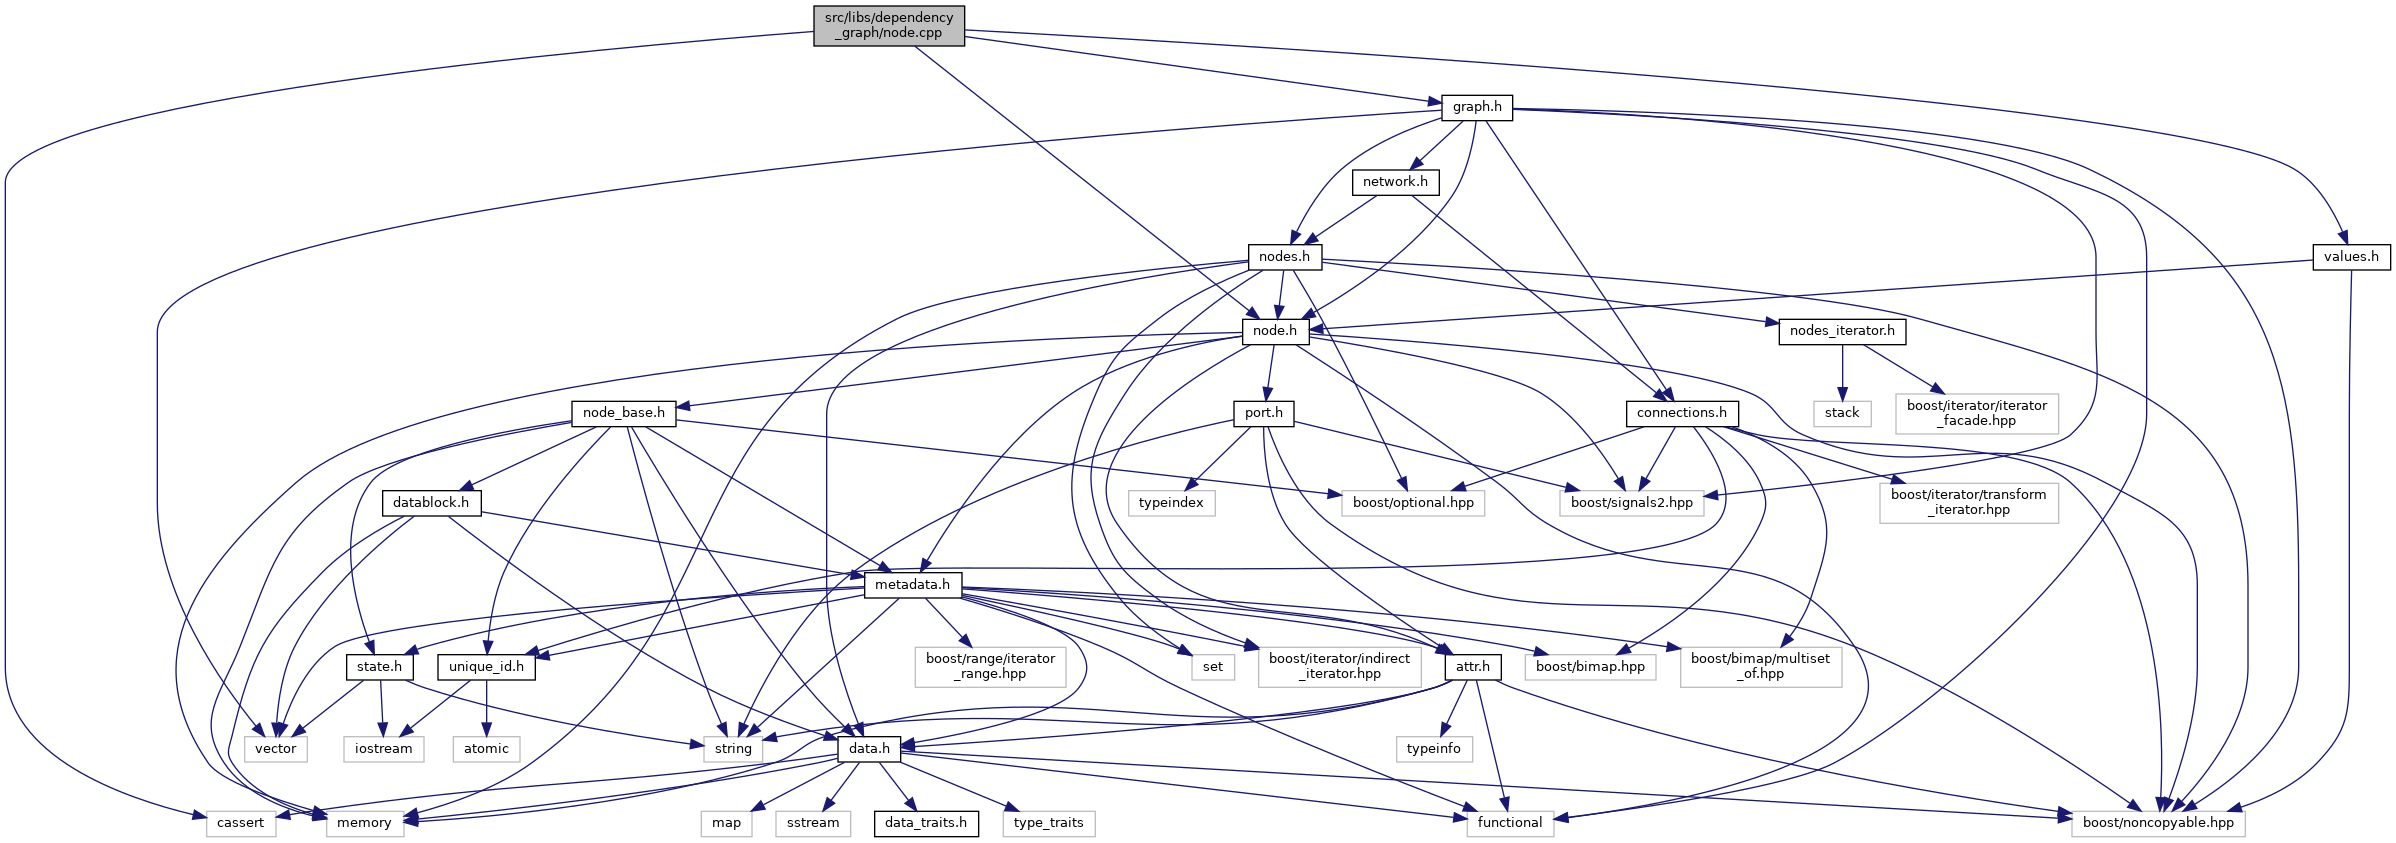 src/libs/dependency
_graph/node.cpp
graph.h
network.h
nodes.h
values.h
node.h
nodes_iterator.h
node_base.h
port.h
connections.h
stack
boost/iterator/iterator
_facade.hpp
datablock.h
typeindex
boost/optional.hpp
boost/signals2.hpp
boost/iterator/transform
_iterator.hpp
metadata.h
state.h
unique_id.h
boost/range/iterator
_range.hpp
set
boost/iterator/indirect
_iterator.hpp
attr.h
boost/bimap.hpp
boost/bimap/multiset
_of.hpp
vector
iostream
atomic
string
data.h
typeinfo
cassert
memory
map
sstream
data_traits.h
type_traits
functional
boost/noncopyable.hpp